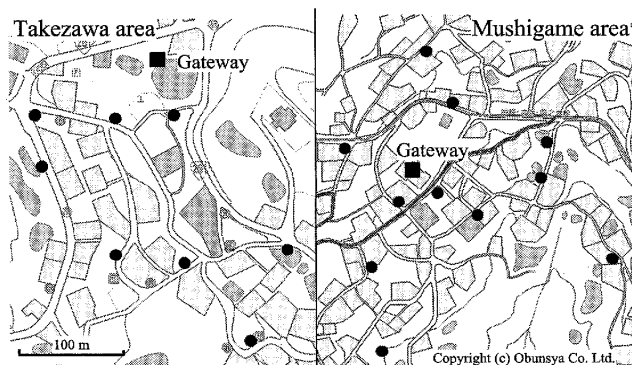 Takezawa area
Gateway
100 m
Mushigame area
Gateway
Copyright (c) Obunsya Co. Ltd.